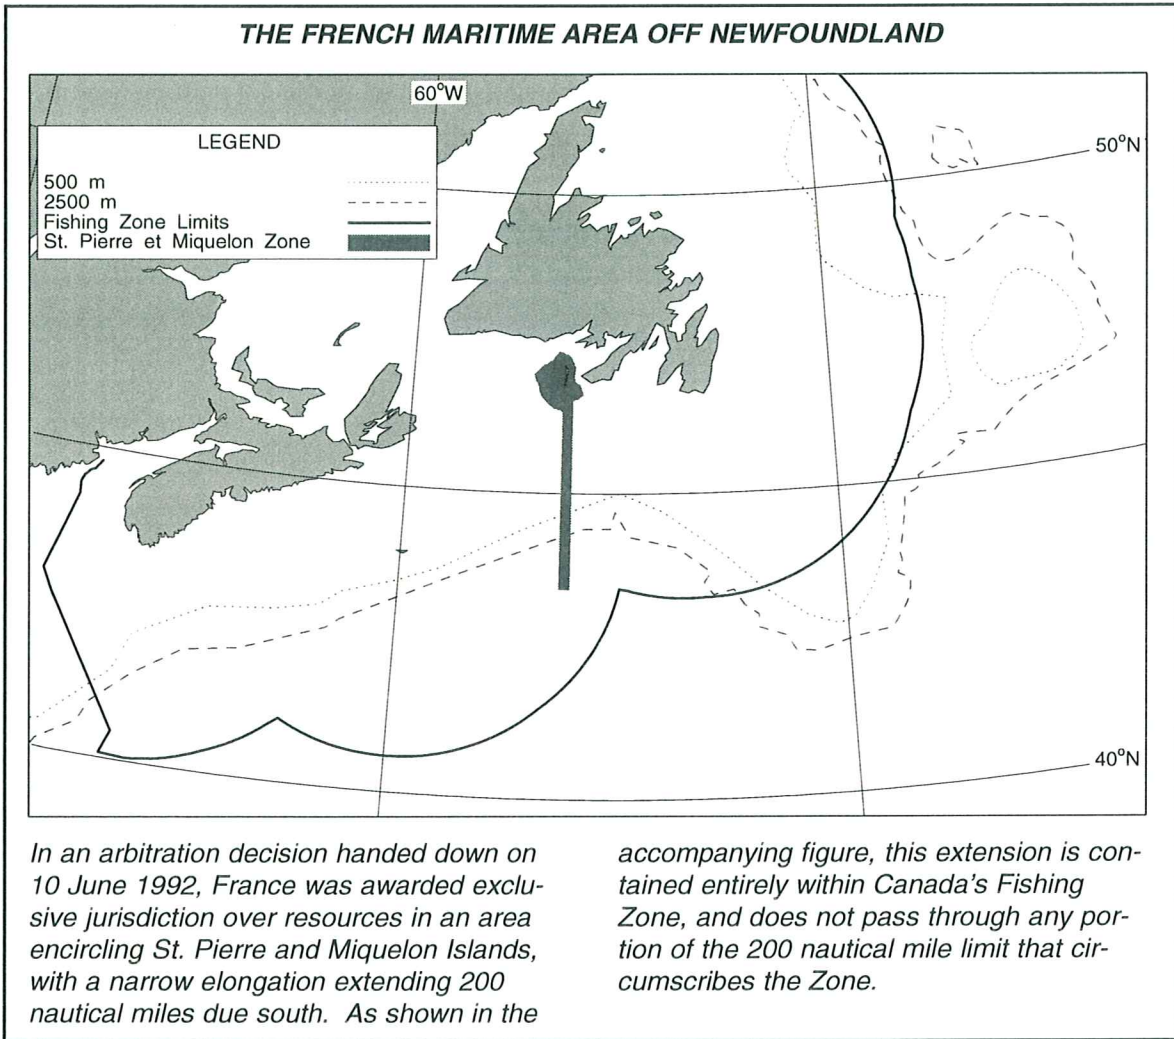 THE FRENCH MARITIME AREA OFF NEWFOUNDLAND
60°W
LEGEND
500 m
2500 m
Fishing Zone Limits
St. Pierre et Miquelon Zone
50°N
40°N
In an arbitration decision handed down on
10 June 1992, France was awarded exclu-
sive jurisdiction over resources in an area
encircling St. Pierre and Miquelon Islands,
with a narrow elongation extending 200
nautical miles due south. As shown in the
accompanying figure, this extension is con-
tained entirely within Canada's Fishing
Zone, and does not pass through any por-
tion of the 200 nautical mile limit that cir-
cumscribes the Zone.